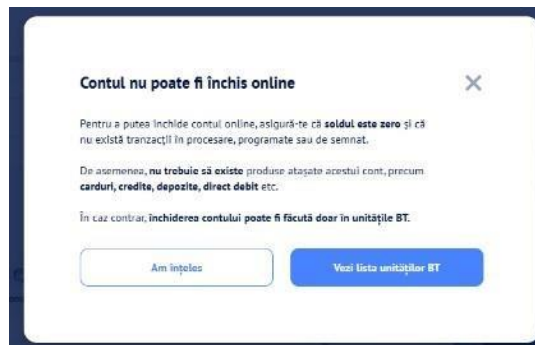 Contul nu poate fi închis online
Pentru a putea închide contul online, asigură-te că soldul este zero și că
nu există tranzacții în procesare, programate sau de semnat.
De asemenea, nu trebuie să existe produse atașate acestui cont, precum
carduri, credite, depozite, direct debit etc.
În caz contrar, închiderea contului poate fi făcută doar în unitățile BT.
Am înțeles
Vezi lista unităților BT